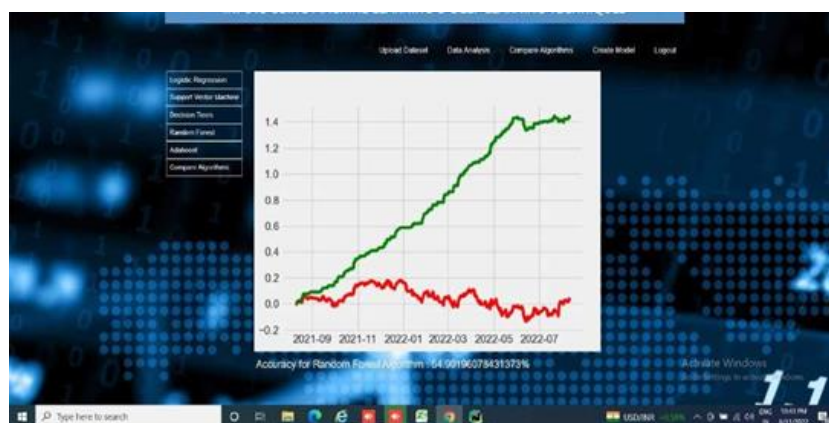 Upload Dataset Data Analysis Compare Algorithms Create Model Logout
Logistic Regression
Support Vector Machine
Decision Trees
Random Forest
Adaboost
Compare Algorithms
1.4
1.2
1.0
0.8
0.6
0.4
0.2
0.0
−0.2
2021-09 2021-11 2022-01 2022-03 2022-05 2022-07
Accuracy for Random Forest Algorithm : 54.90196078431373%
Activate Windows
Type here to search
USD/INR
ENG